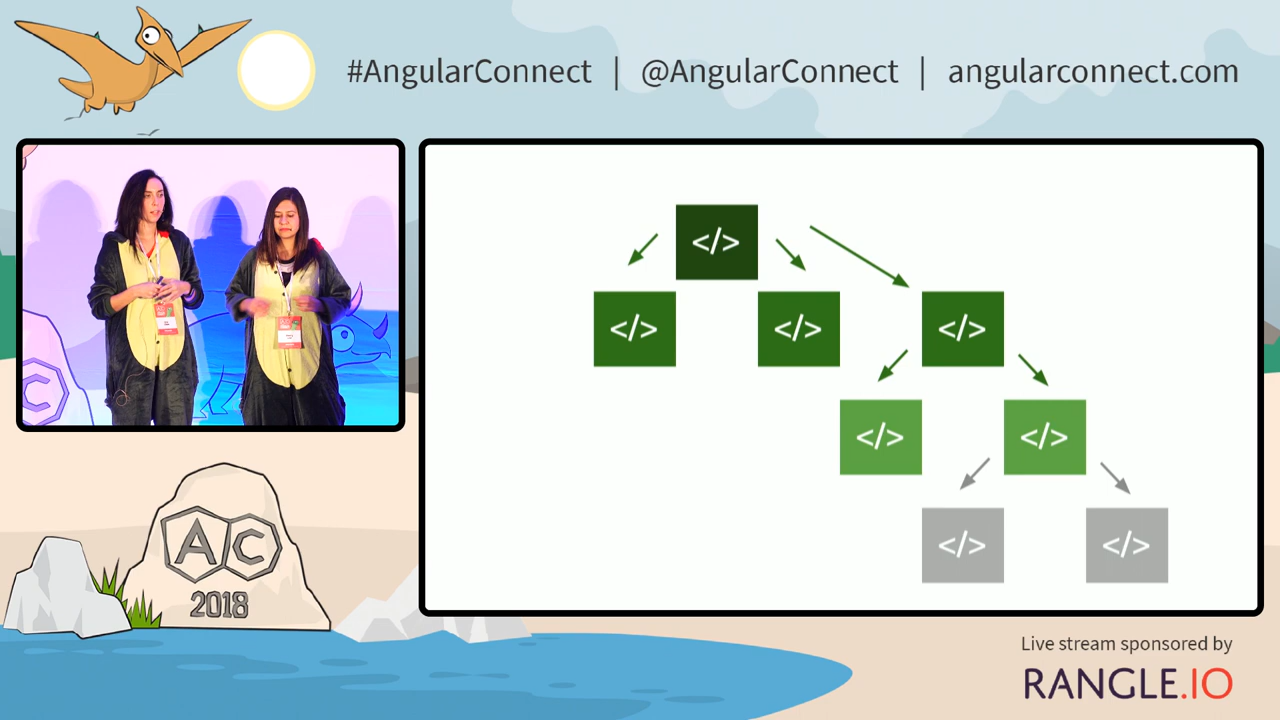 #AngularConnect | @AngularConnect | angularconnect.com
</>
</> </> </>
</> </>
</> </>
C
AC
2018
Live stream sponsored by
RANGLE.IO